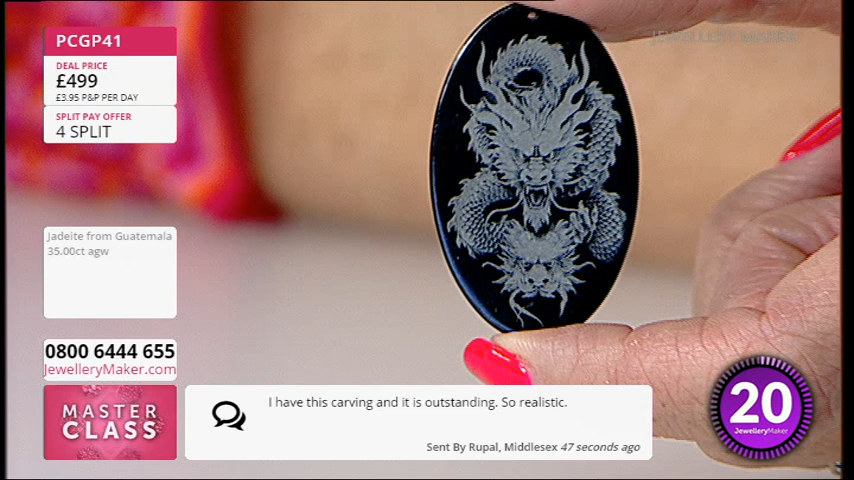 PCGP41
DEAL PRICE
£499
£3.95 P&P PER DAY
SPLIT PAY OFFER
4 SPLIT
JEWELLERY MAKER
Jadeite from Guatemala
35.00ct agw
0800 6444 655
JewelleryMaker.com
MASTER
CLASS
I have this carving and it is outstanding. So realistic.
Sent By Rupal, Middlesex 47 seconds ago
20
JewelleryMaker